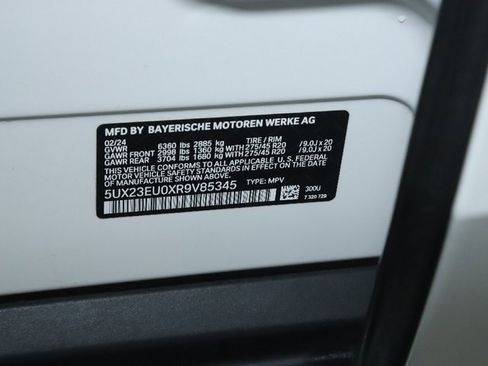 MFD BY BAYERISCHE MOTOREN WERKE AG
02/24 TIRE / RIM
GVWR 6360 lbs 2885 kg
GAWR FRONT 2998 lbs 1360 kg WITH 275/45 R20 /9.0J x 20
GAWR REAR 3704 lbs 1680 kg WITH 275/45 R20 /9.0J x 20
THIS VEHICLE CONFORMS TO ALL APPLICABLE
U. S. FEDERAL MOTOR VEHICLE SAFETY
STANDARDS IN EFFECT ON THE DATE OF
MANUFACTURE SHOWN ABOVE.
5UX23EU0XR9V85345 TYPE: MPV
300U
7 320 729